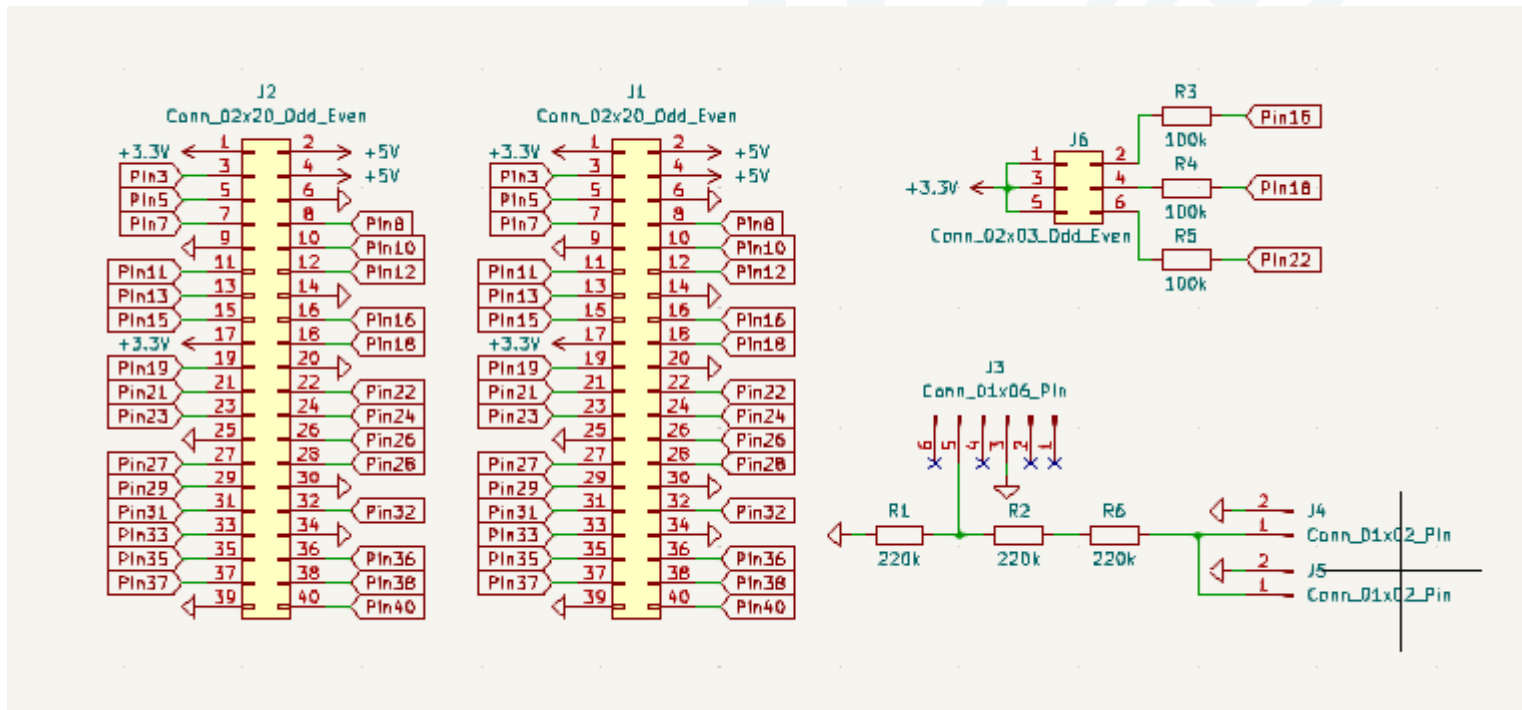 J2
Conn_02x20_Odd_Even
+3.3V 1 2 +5V
Pin3 3 4 +5V
Pin5 5 6
Pin7 7 8 Pin8
9 10 Pin10
Pin11 11 12 Pin12
Pin13 13 14
Pin15 15 16 Pin16
+3.3V 17 18 Pin18
Pin19 19 20
Pin21 21 22 Pin22
Pin23 23 24 Pin24
25 26 Pin26
Pin27 27 28 Pin28
Pin29 29 30
Pin31 31 32 Pin32
Pin33 33 34
Pin35 35 36 Pin36
Pin37 37 38 Pin38
39 40 Pin40
J1
Conn_02x20_Odd_Even
+3.3V 1 2 +5V
Pin3 3 4 +5V
Pin5 5 6
Pin7 7 8 Pin8
9 10 Pin10
Pin11 11 12 Pin12
Pin13 13 14
Pin15 15 16 Pin16
+3.3V 17 18 Pin18
Pin19 19 20
Pin21 21 22 Pin22
Pin23 23 24 Pin24
25 26 Pin26
Pin27 27 28 Pin28
Pin29 29 30
Pin31 31 32 Pin32
Pin33 33 34
Pin35 35 36 Pin36
Pin37 37 38 Pin38
39 40 Pin40
R3
Pin16
100k
J6
1 2
R4
+3.3V 3 4 Pin18
100k
5 6
Conn_02x03_Odd_Even
R5
Pin22
100k
J3
Conn_01x06_Pin
6 5 4 3 2 1
R1 R2 R6
220k 220k 220k
2 J4
1 Conn_01x02_Pin
2 J5
1 Conn_01x02_Pin